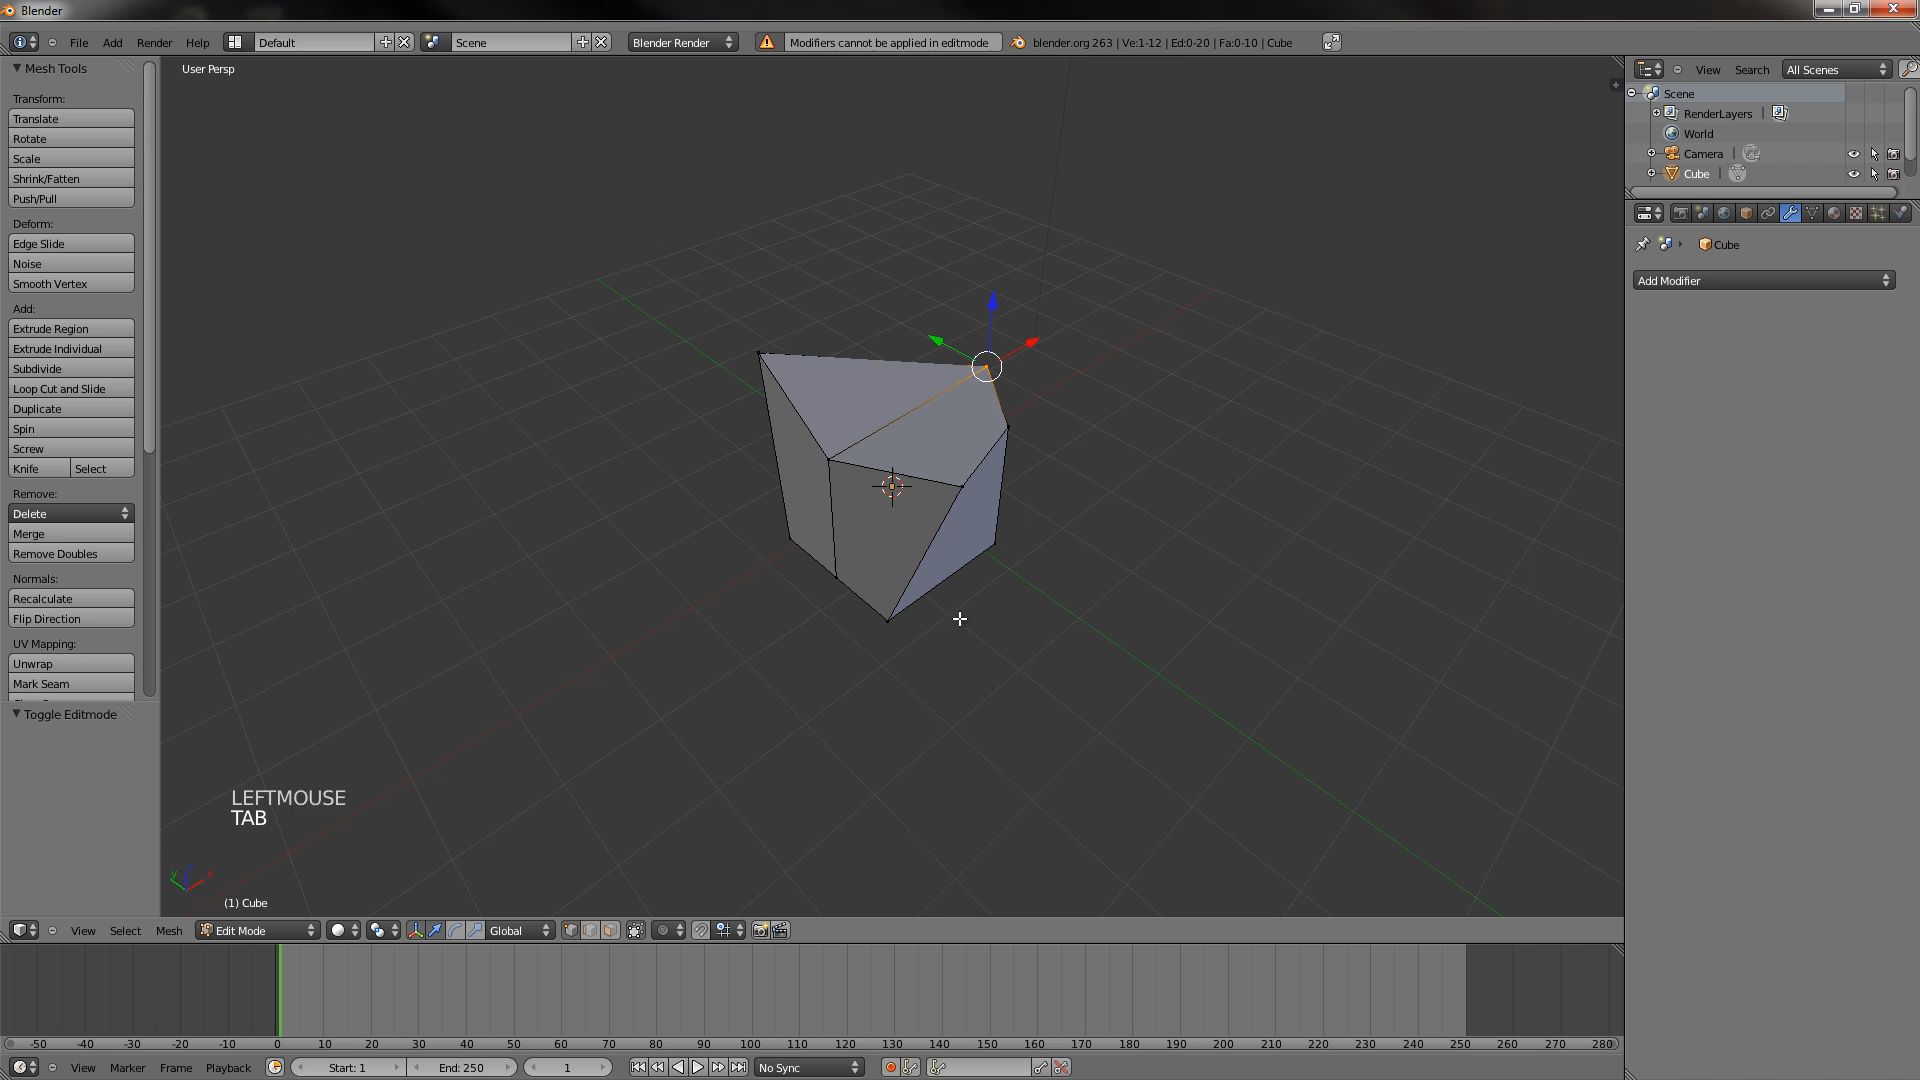 Blender
File Add Render Help Default Scene Blender Render Modifiers cannot be applied in editmode blender.org 263 | Ve:1-12 | Ed:0-20 | Fa:0-10 | Cube
Mesh Tools
Transform:
Translate
Rotate
Scale
Shrink/Fatten
Push/Pull
Deform:
Edge Slide
Noise
Smooth Vertex
Add:
Extrude Region
Extrude Individual
Subdivide
Loop Cut and Slide
Duplicate
Spin
Screw
Knife Select
Remove:
Delete
Merge
Remove Doubles
Normals:
Recalculate
Flip Direction
UV Mapping:
Unwrap
Mark Seam
Toggle Editmode
User Persp
LEFTMOUSE
TAB
y x
(1) Cube
View Select Mesh Edit Mode Global
-50 -40 -30 -20 -10 0 10 20 30 40 50 60 70 80 90 100 110 120 130 140 150 160 170 180 190 200 210 220 230 240 250 260 270 280
View Marker Frame Playback Start: 1 End: 250 1 No Sync
View Search All Scenes
Scene
RenderLayers |
World
Camera |
Cube |
Cube
Add Modifier